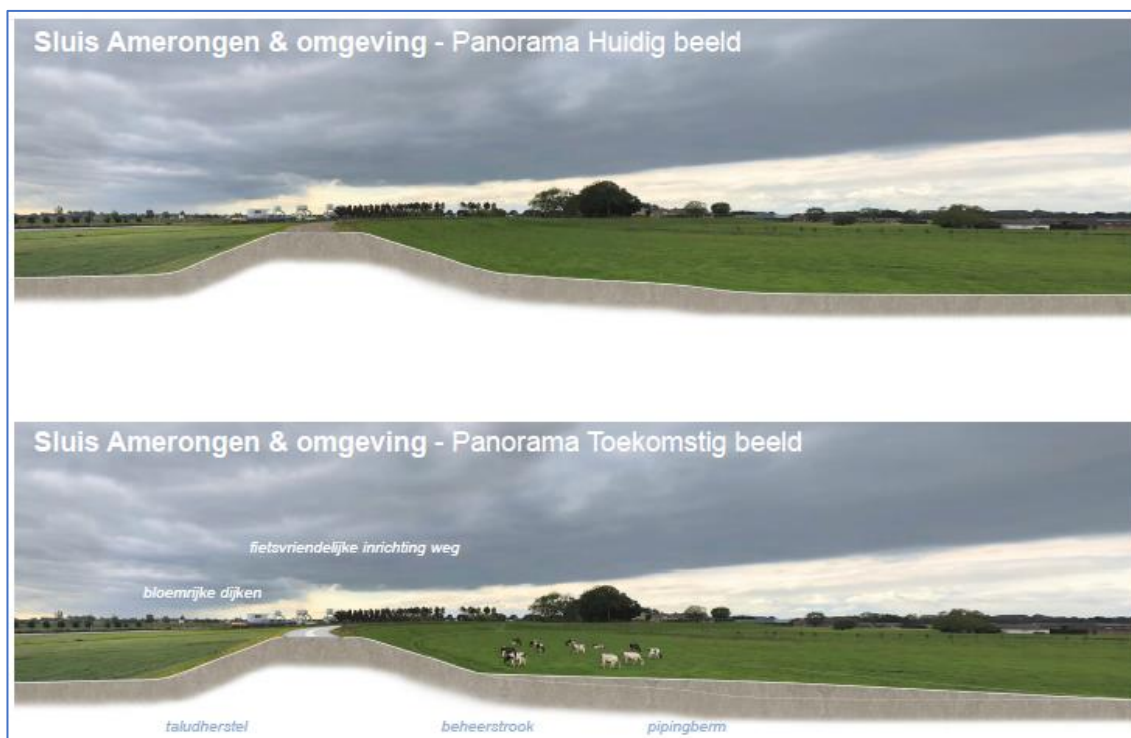 Sluis Amerongen & omgeving - Panorama Huidig beeld
Sluis Amerongen & omgeving - Panorama Toekomstig beeld
fietsvriendelijke inrichting weg
bloemrijke dijken
taludherstel beheerstrook pipingberm